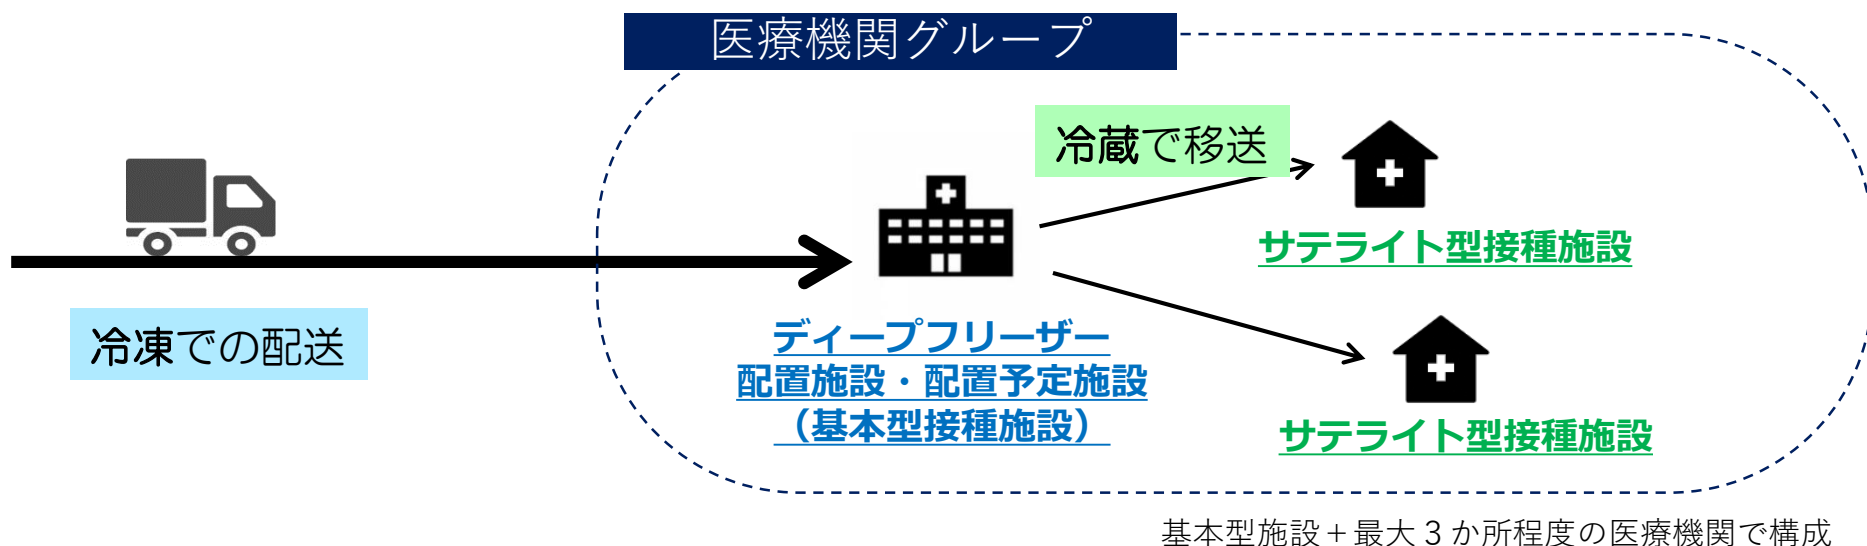 医療機関グループ
冷蔵で移送
サテライト型接種施設
冷凍での配送
ディープフリーザー
配置施設・配置予定施設
（基本型接種施設）
サテライト型接種施設
基本型施設＋最大３か所程度の医療機関で構成